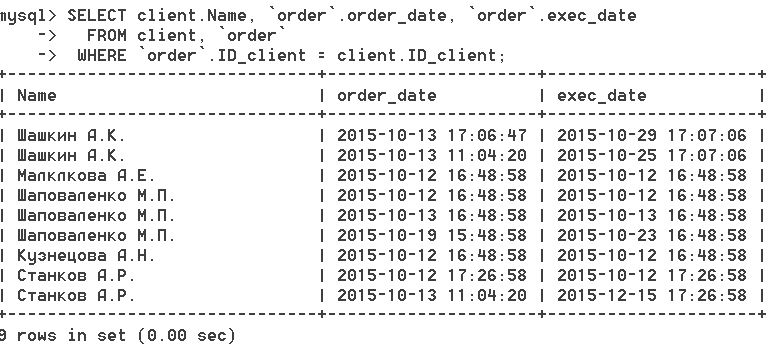 mysql> SELECT client.Name, `order`.order_date, `order`.exec_date
    ->   FROM client, `order`
    ->  WHERE `order`.ID_client = client.ID_client;
+--------------------------------+---------------------+---------------------+
| Name                           | order_date          | exec_date           |
+--------------------------------+---------------------+---------------------+
| Шашкин А.К.                    | 2015-10-13 17:06:47 | 2015-10-29 17:07:06 |
| Шашкин А.К.                    | 2015-10-13 11:04:20 | 2015-10-25 17:07:06 |
| Малклкова А.Е.                 | 2015-10-12 16:48:58 | 2015-10-12 16:48:58 |
| Шаповаленко М.П.               | 2015-10-12 16:48:58 | 2015-10-12 16:48:58 |
| Шаповаленко М.П.               | 2015-10-13 16:48:58 | 2015-10-13 16:48:58 |
| Шаповаленко М.П.               | 2015-10-19 15:48:58 | 2015-10-23 16:48:58 |
| Кузнецова А.Н.                 | 2015-10-12 16:48:58 | 2015-10-12 16:48:58 |
| Станков А.Р.                   | 2015-10-12 17:26:58 | 2015-10-12 17:26:58 |
| Станков А.Р.                   | 2015-10-13 11:04:20 | 2015-12-15 17:26:58 |
+--------------------------------+---------------------+---------------------+
9 rows in set (0.00 sec)